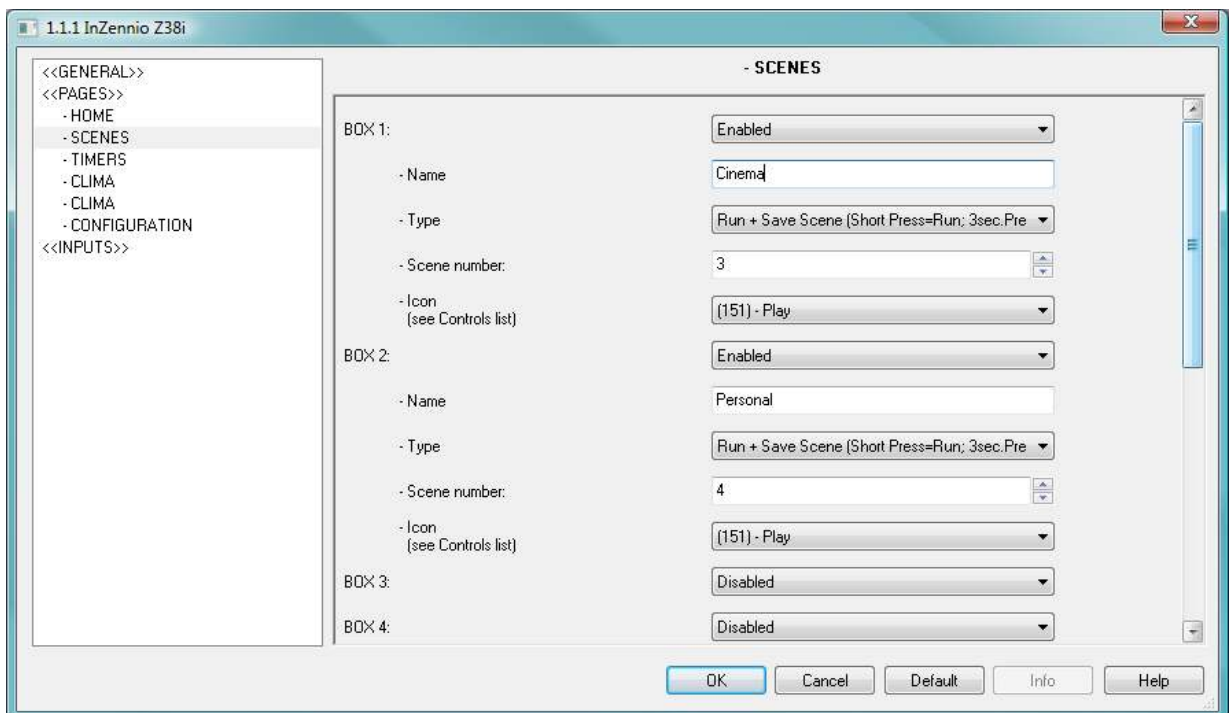 1.1.1 InZennio Z38i
<<GENERAL>>
<<PAGES>>
- HOME
- SCENES
- TIMERS
- CLIMA
- CLIMA
- CONFIGURATION
<<INPUTS>>
- SCENES
BOX 1: Enabled
- Name Cinema
- Type Run + Save Scene (Short Press=Run; 3sec.Pre
- Scene number: 3
- Icon
(see Controls list) (151) - Play
BOX 2: Enabled
- Name Personal
- Type Run + Save Scene (Short Press=Run; 3sec.Pre
- Scene number: 4
- Icon
(see Controls list) (151) - Play
BOX 3: Disabled
BOX 4: Disabled
OK Cancel Default Info Help